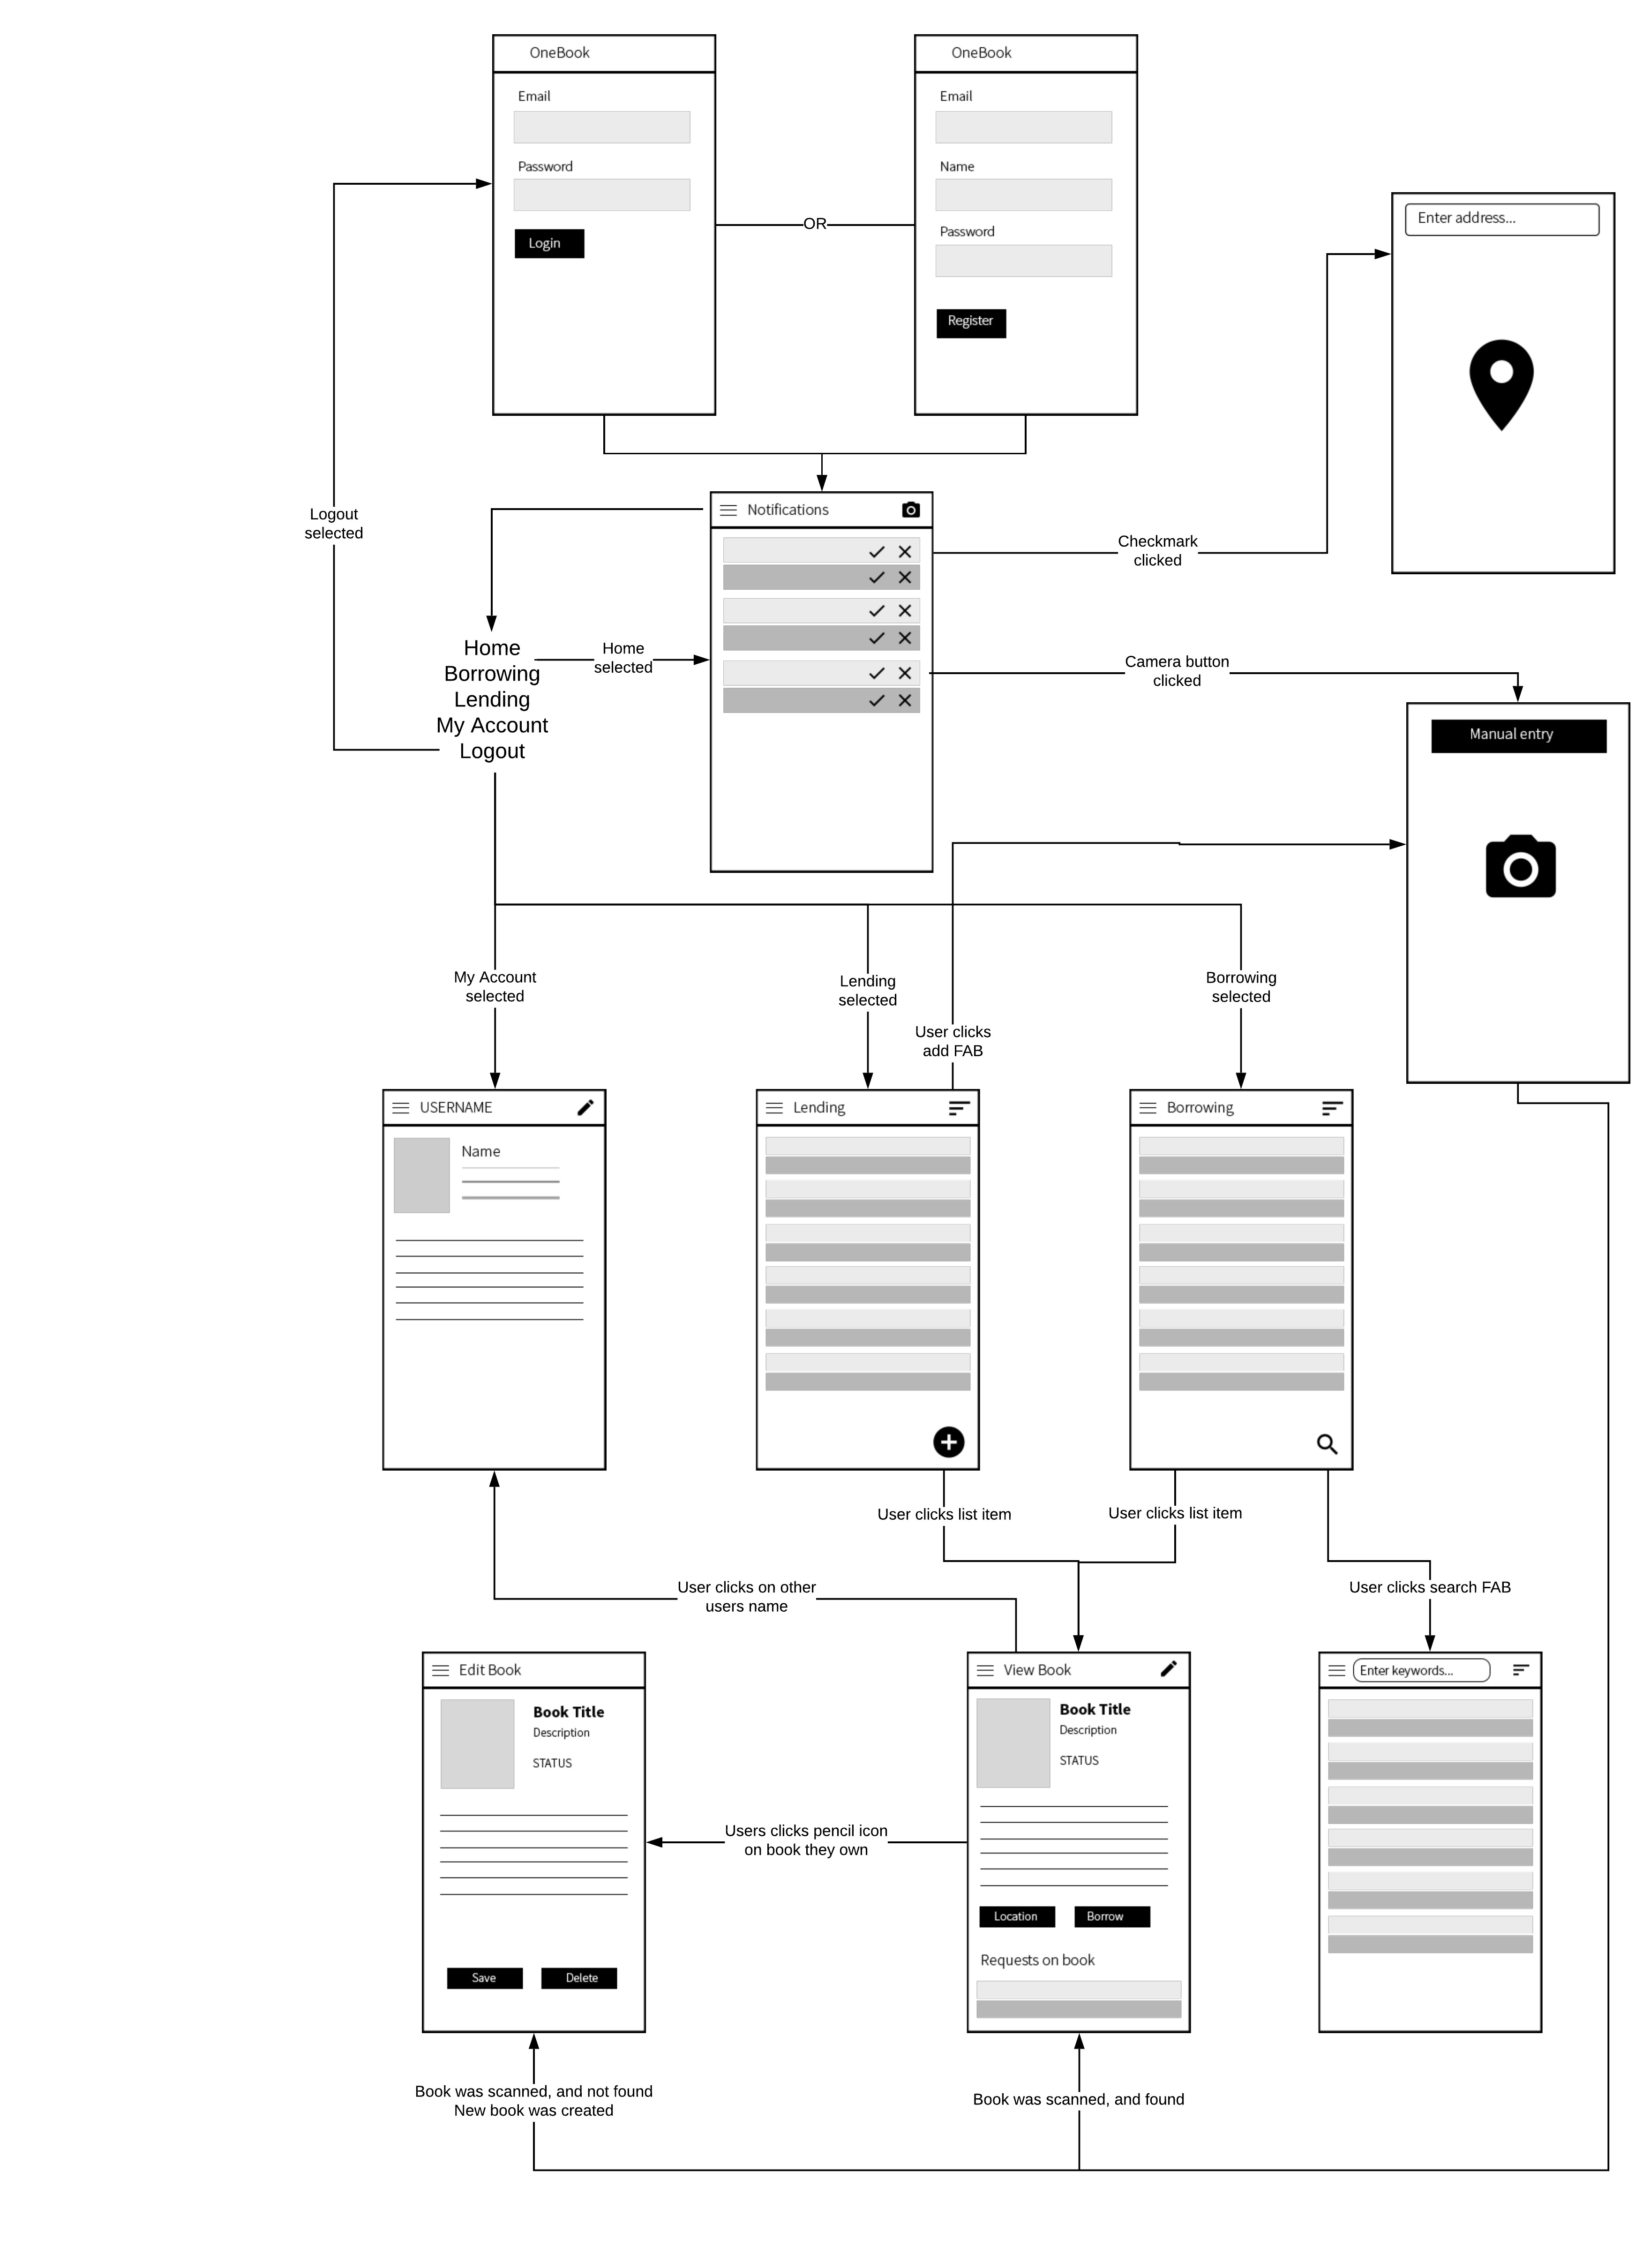 OneBook
Email
Password
Login
OR
OneBook
Email
Name
Password
Register
Enter address...
Logout
selected
Notifications
Checkmark
clicked
Home
Borrowing
Lending
My Account
Logout
Home
selected
Camera button
clicked
Manual entry
My Account
selected
Lending
selected
User clicks
add FAB
Borrowing
selected
USERNAME
Name
Lending
Borrowing
User clicks list item
User clicks list item
User clicks on other
users name
User clicks search FAB
Edit Book
Book Title
Description
STATUS
Save
Delete
Users clicks pencil icon
on book they own
View Book
Book Title
Description
STATUS
Location
Borrow
Requests on book
Enter keywords...
Book was scanned, and not found
New book was created
Book was scanned, and found